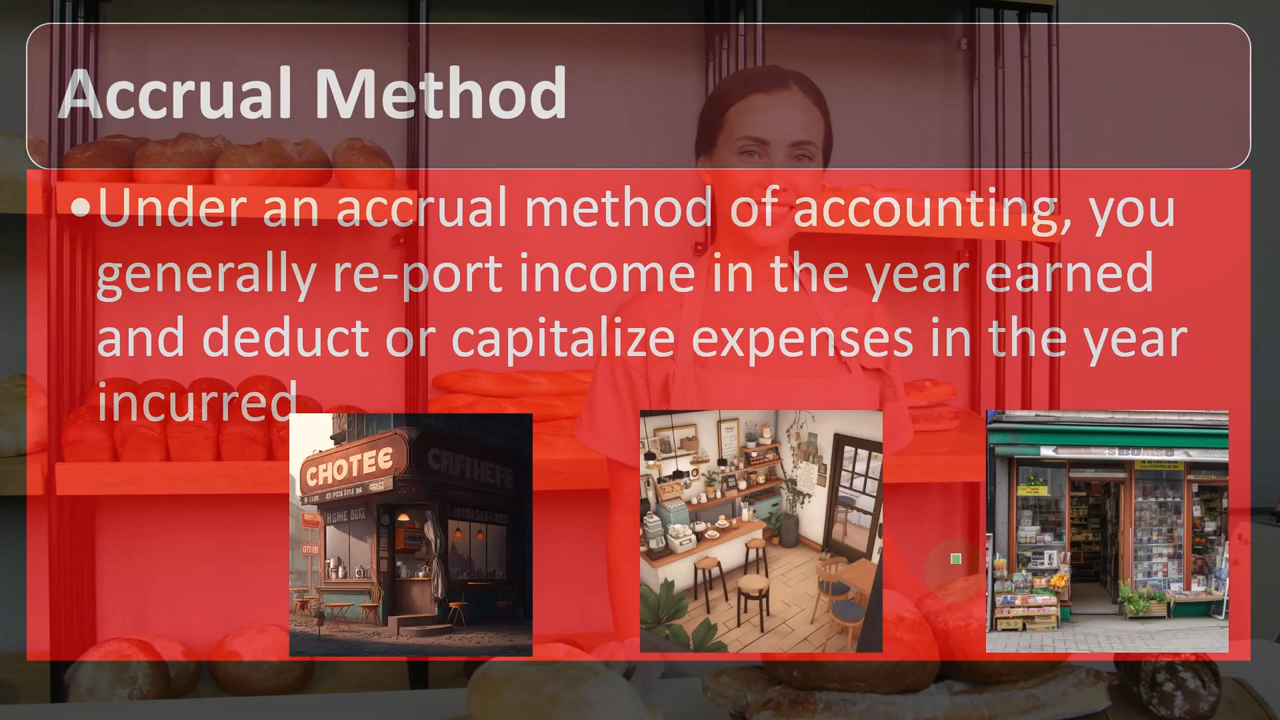 Accrual Method
•Under an accrual method of accounting, you
generally re-port income in the year earned
and deduct or capitalize expenses in the year
incurred
CHOTEE